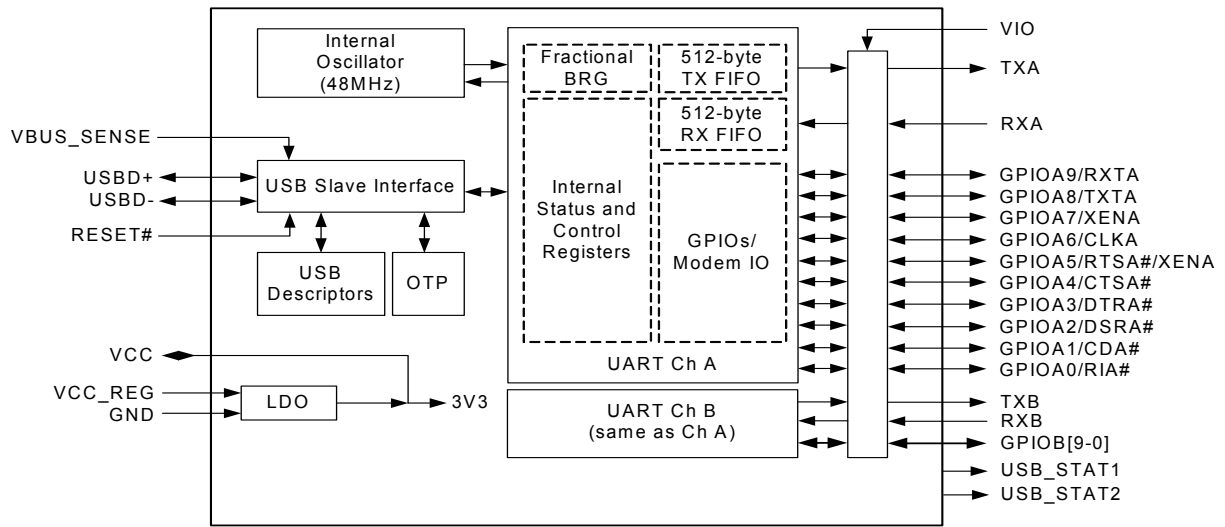 Internal
Oscillator
(48MHz)
Fractional
BRG
512-byte
TX FIFO
512-byte
RX FIFO
Internal
Status and
Control
Registers
GPIOs/
Modem IO
UART Ch A
UART Ch B
(same as Ch A)
VBUS_SENSE
USBD+
USBD-
RESET#
USB Slave Interface
USB
Descriptors
OTP
VCC
VCC_REG
GND
LDO
3V3
VIO
TXA
RXA
GPIOA9/RXTA
GPIOA8/TXTA
GPIOA7/XENA
GPIOA6/CLKA
GPIOA5/RTSA#/XENA
GPIOA4/CTSA#
GPIOA3/DTRA#
GPIOA2/DSRA#
GPIOA1/CDA#
GPIOA0/RIA#
TXB
RXB
GPIOB[9-0]
USB_STAT1
USB_STAT2